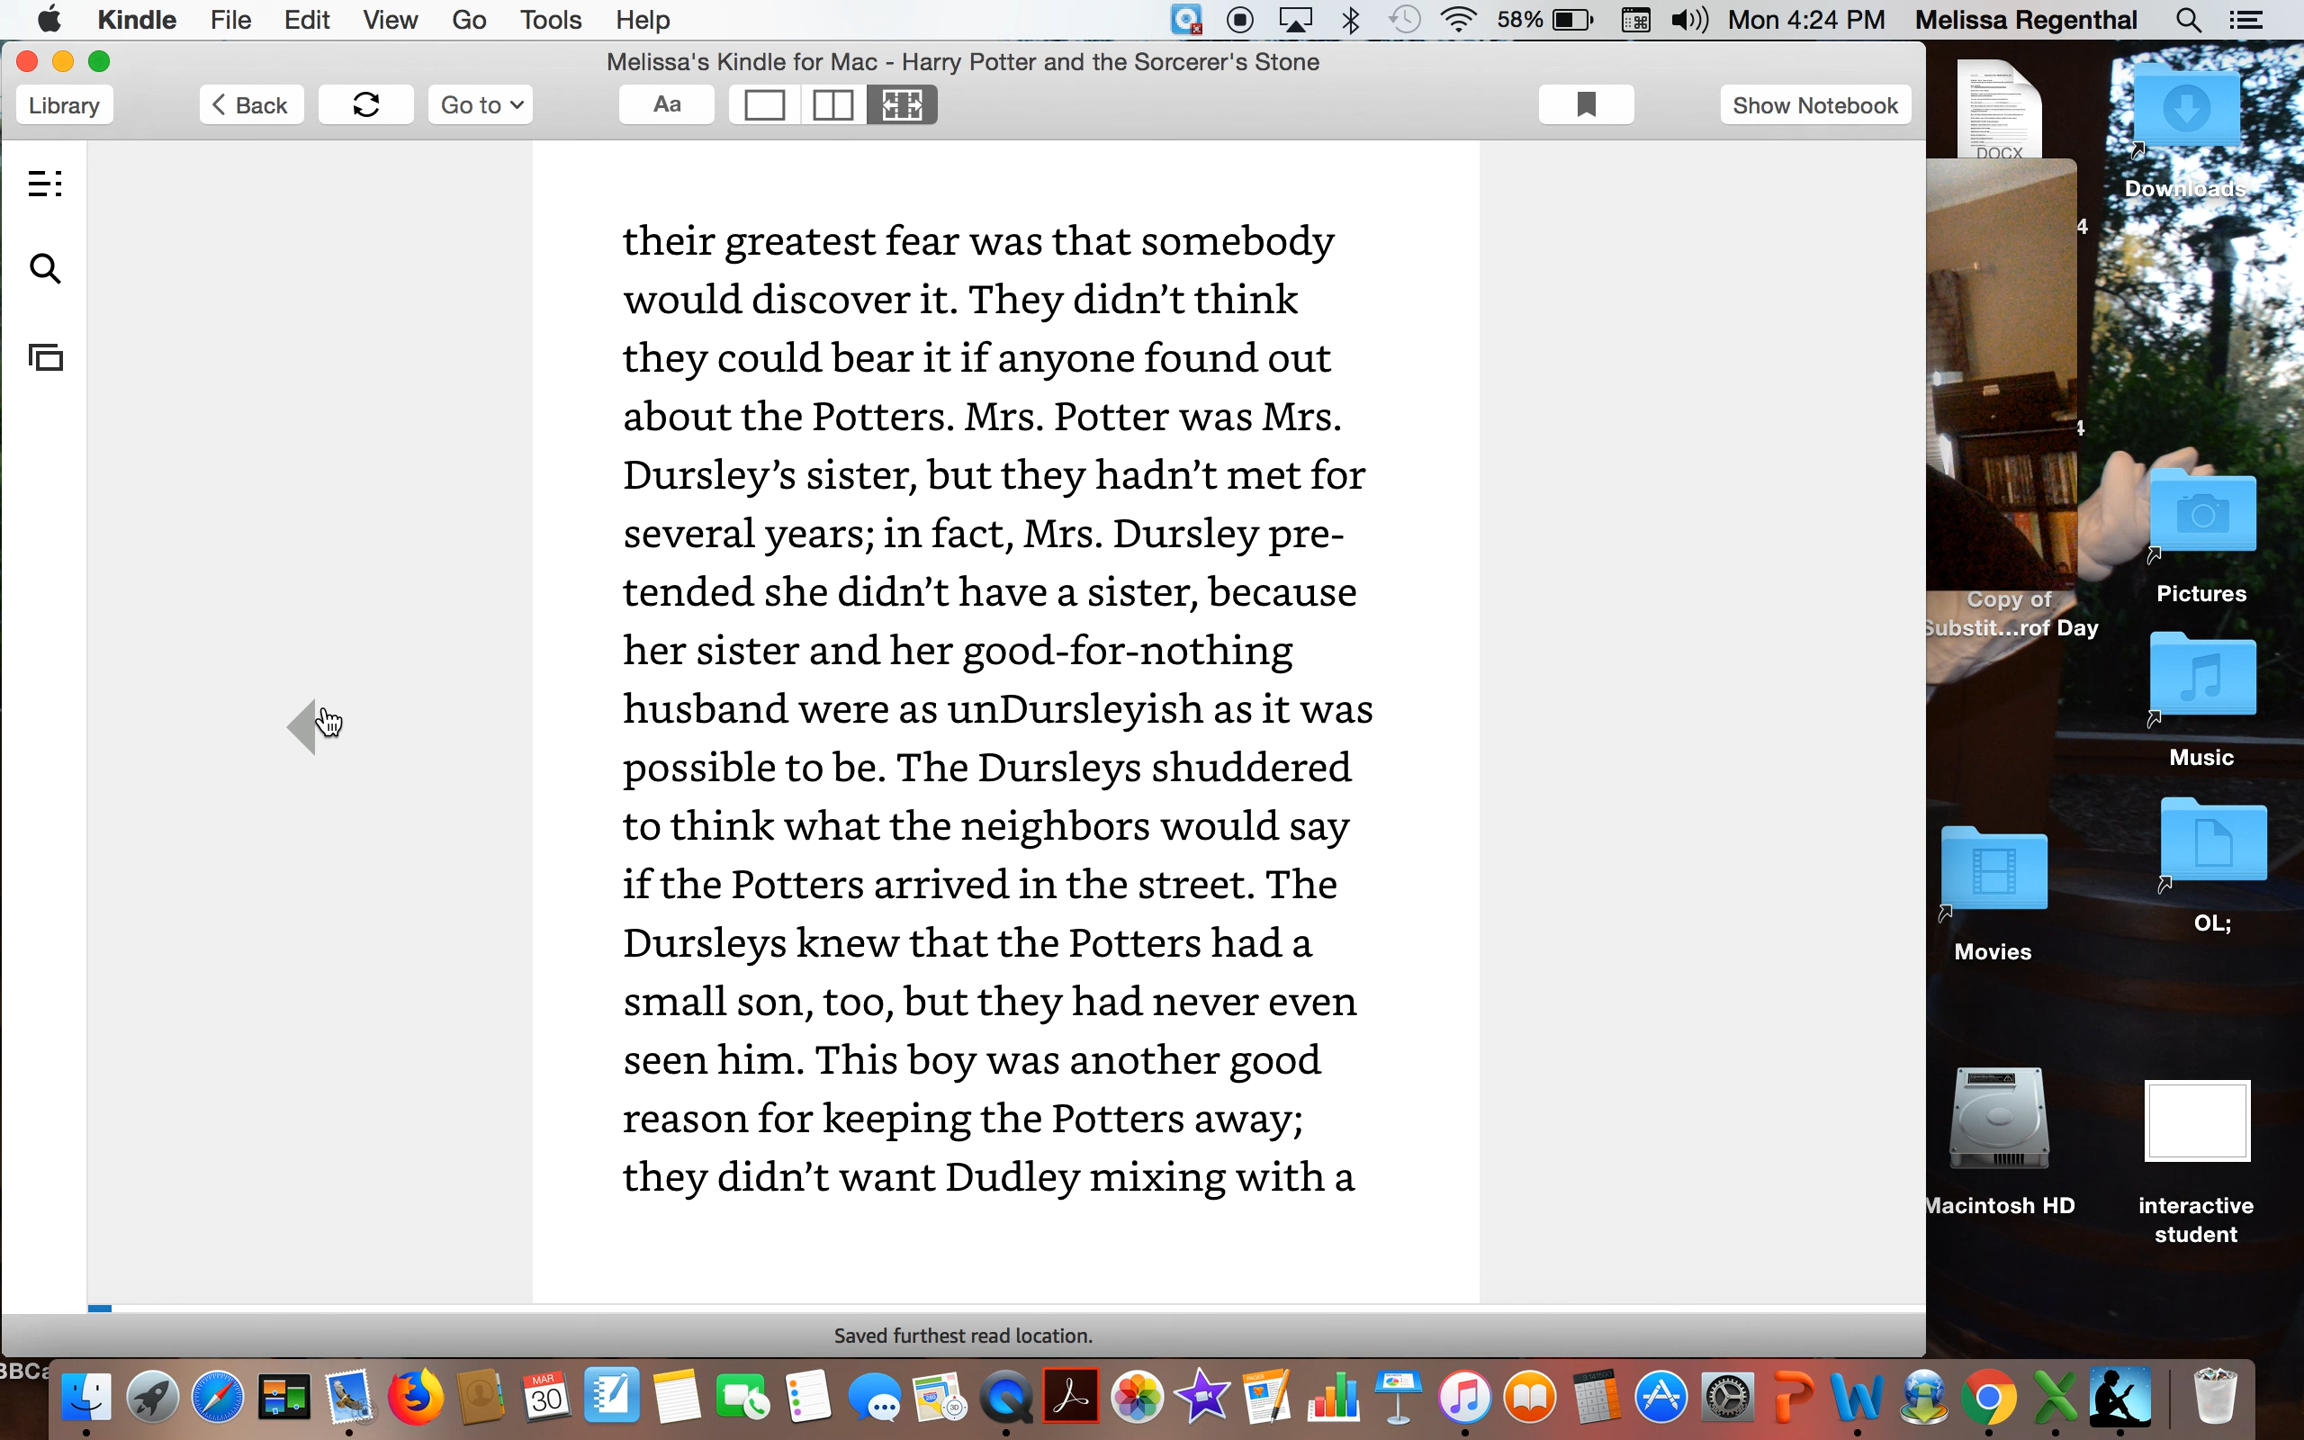 Kindle File Edit View Go Tools Help 58% Mon 4:24 PM Melissa Regenthal
Melissa's Kindle for Mac - Harry Potter and the Sorcerer's Stone
Library Back Go to Aa Show Notebook
their greatest fear was that somebody
would discover it. They didn't think
they could bear it if anyone found out
about the Potters. Mrs. Potter was Mrs.
Dursley's sister, but they hadn't met for
several years; in fact, Mrs. Dursley pre-
tended she didn't have a sister, because
her sister and her good-for-nothing
husband were as unDursleyish as it was
possible to be. The Dursleys shuddered
to think what the neighbors would say
if the Potters arrived in the street. The
Dursleys knew that the Potters had a
small son, too, but they had never even
seen him. This boy was another good
reason for keeping the Potters away;
they didn't want Dudley mixing with a
Saved furthest read location.
DOCX
Downloads
4
4
Pictures
Copy of
Substit...rof Day
Music
OL;
Movies
Macintosh HD
interactive
student
MAR
30